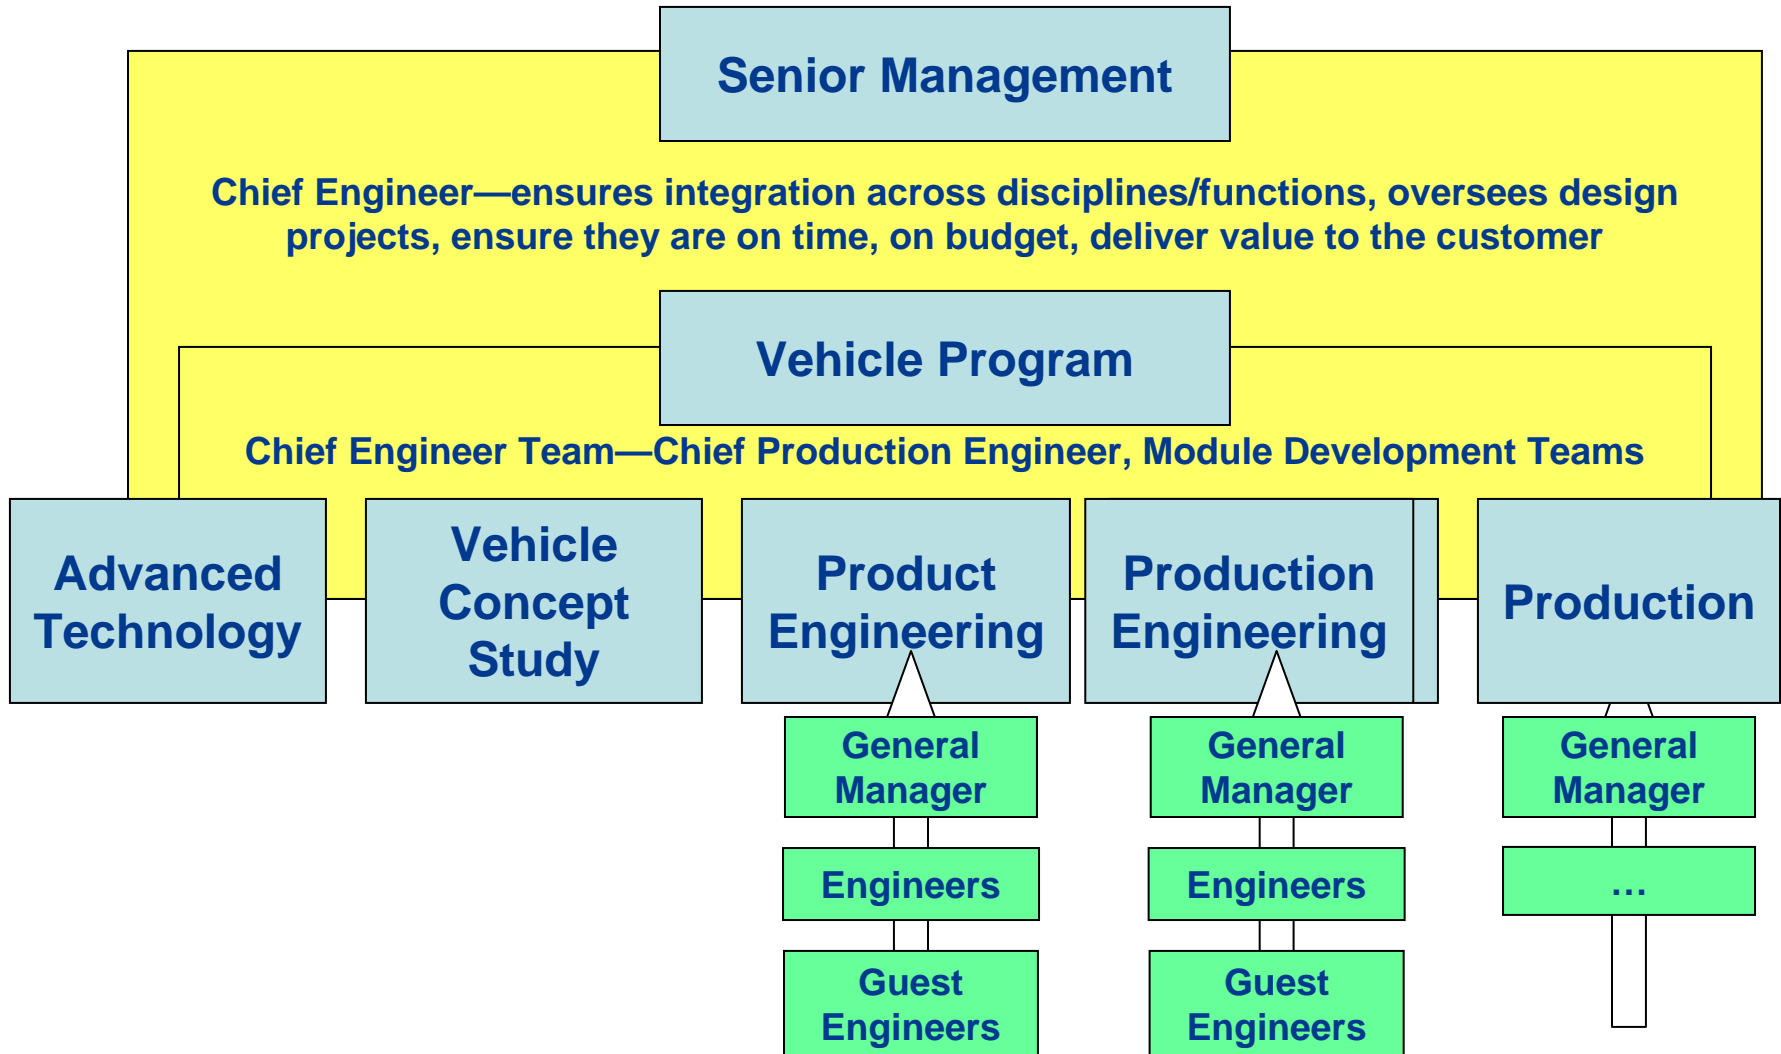 Senior Management
Chief Engineer—ensures integration across disciplines/functions, oversees design
projects, ensure they are on time, on budget, deliver value to the customer
Vehicle Program
Chief Engineer Team—Chief Production Engineer, Module Development Teams
Advanced
Technology
Vehicle
Concept
Study
Product
Engineering
Production
Engineering
Production
General
Manager
General
Manager
General
Manager
Engineers
Engineers
…
Guest
Engineers
Guest
Engineers